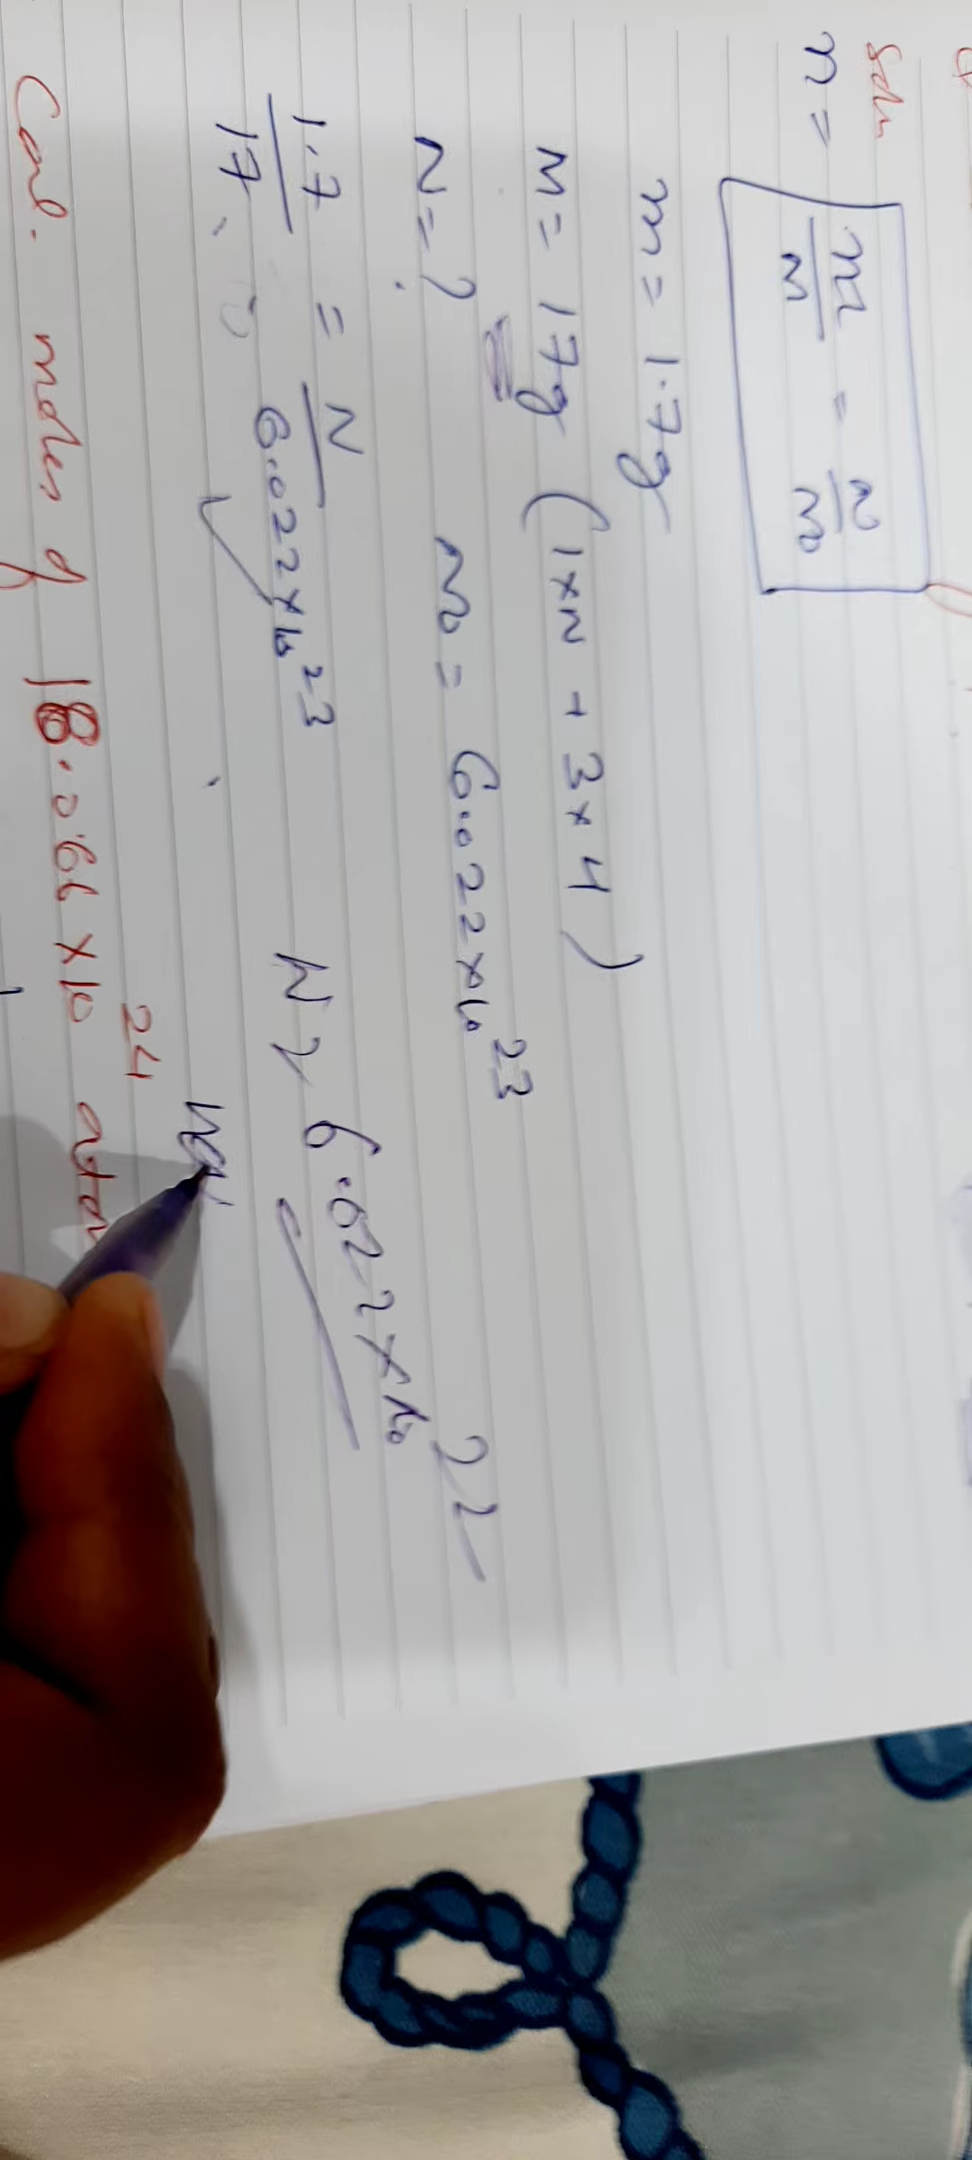 Soln
n = m/M = N/N₀
m = 1.7g
M = 17g (1×N + 3×H)
N = ? N₀ = 6.022×10²³
1.7/17 = N/6.022×10²³ N = 6.022×10²²
Cal. moles of 18.066×10²⁴ atom